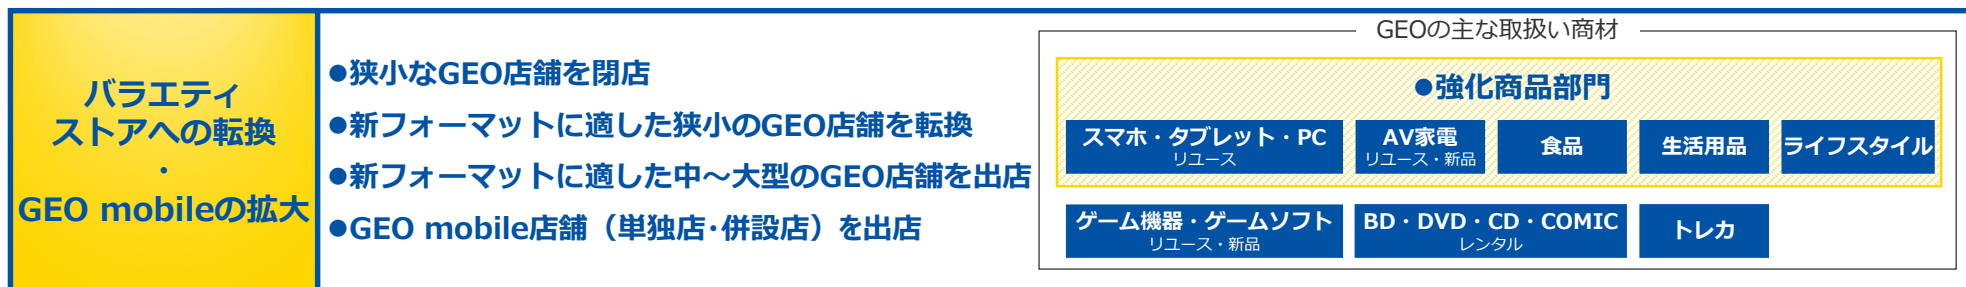 バラエティ
ストアへの転換
・
GEO mobileの拡大
●狭小なGEO店舗を閉店
●新フォーマットに適した狭小のGEO店舗を転換
●新フォーマットに適した中～大型のGEO店舗を出店
●GEO mobile店舗（単独店･併設店）を出店
GEOの主な取扱い商材
●強化商品部門
スマホ・タブレット・PC
リユース
AV家電
リユース・新品
食品
生活用品
ライフスタイル
ゲーム機器・ゲームソフト
リユース・新品
BD・DVD・CD・COMIC
レンタル
トレカ